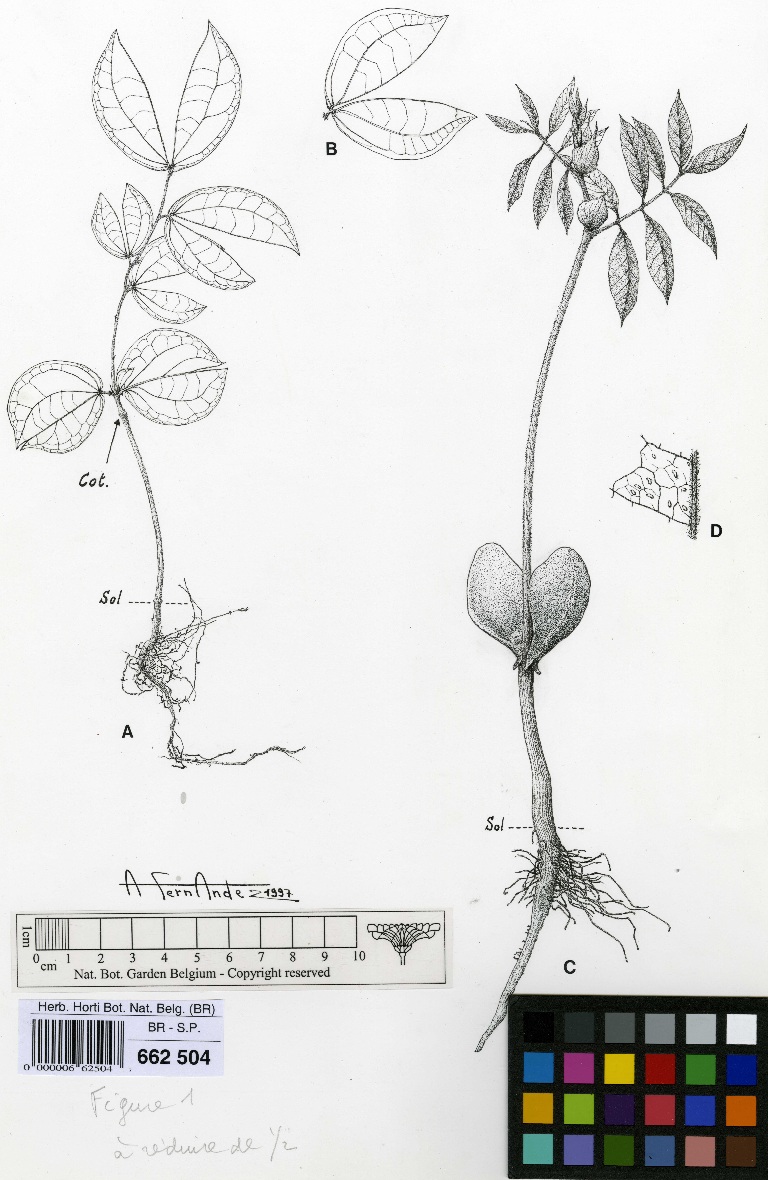 B
Cot.
Sol
D
A
Sol
C
A Fernández 1997
1cm
0 1 2 3 4 5 6 7 8 9 10
cm
Nat. Bot. Garden Belgium - Copyright reserved
Herb. Horti Bot. Nat. Belg. (BR)
BR - S.P.
662 504
0 000006 62504
Figure 1
à réduire de 1/2